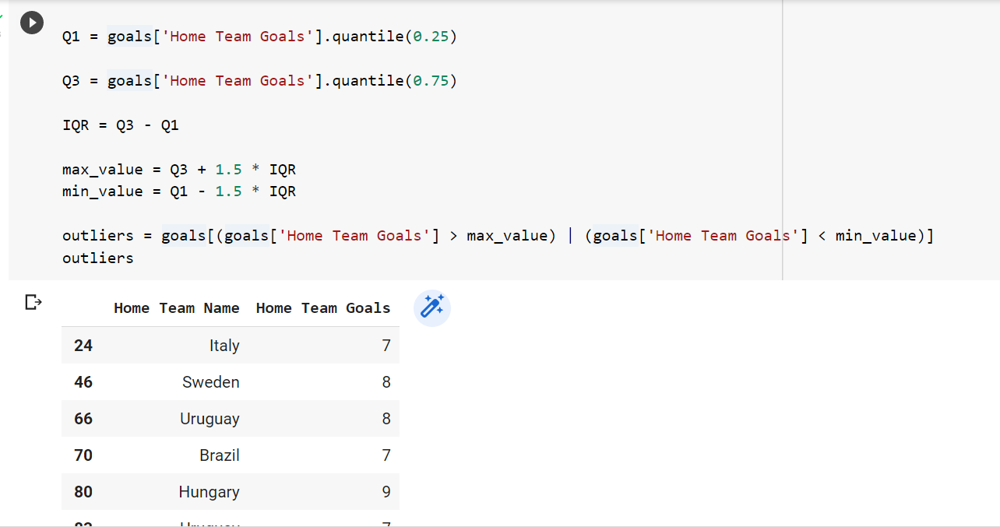 Q1 = goals['Home Team Goals'].quantile(0.25)
Q3 = goals['Home Team Goals'].quantile(0.75)
IQR = Q3 - Q1
max_value = Q3 + 1.5 * IQR
min_value = Q1 - 1.5 * IQR
outliers = goals[(goals['Home Team Goals'] > max_value) | (goals['Home Team Goals'] < min_value)]
outliers
Home Team Name Home Team Goals
24 Italy 7
46 Sweden 8
66 Uruguay 8
70 Brazil 7
80 Hungary 9